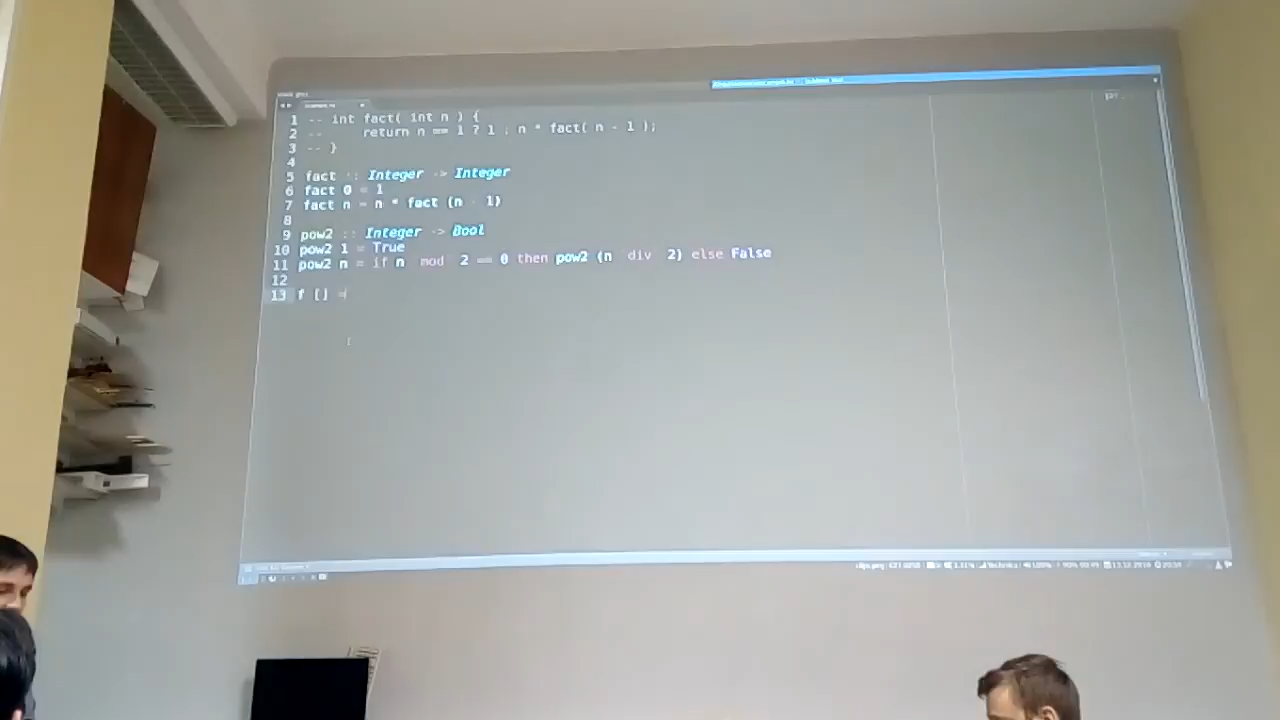 1 -- int fact( int n ) {
2 -- return n == 1 ? 1 : n * fact( n - 1 );
3 -- }
4
5 fact :: Integer -> Integer
6 fact 0 = 1
7 fact n = n * fact (n - 1)
8
9 pow2 :: Integer -> Bool
10 pow2 1 = True
11 pow2 n = if n `mod` 2 == 0 then pow2 (n `div` 2) else False
12
13 f [] =